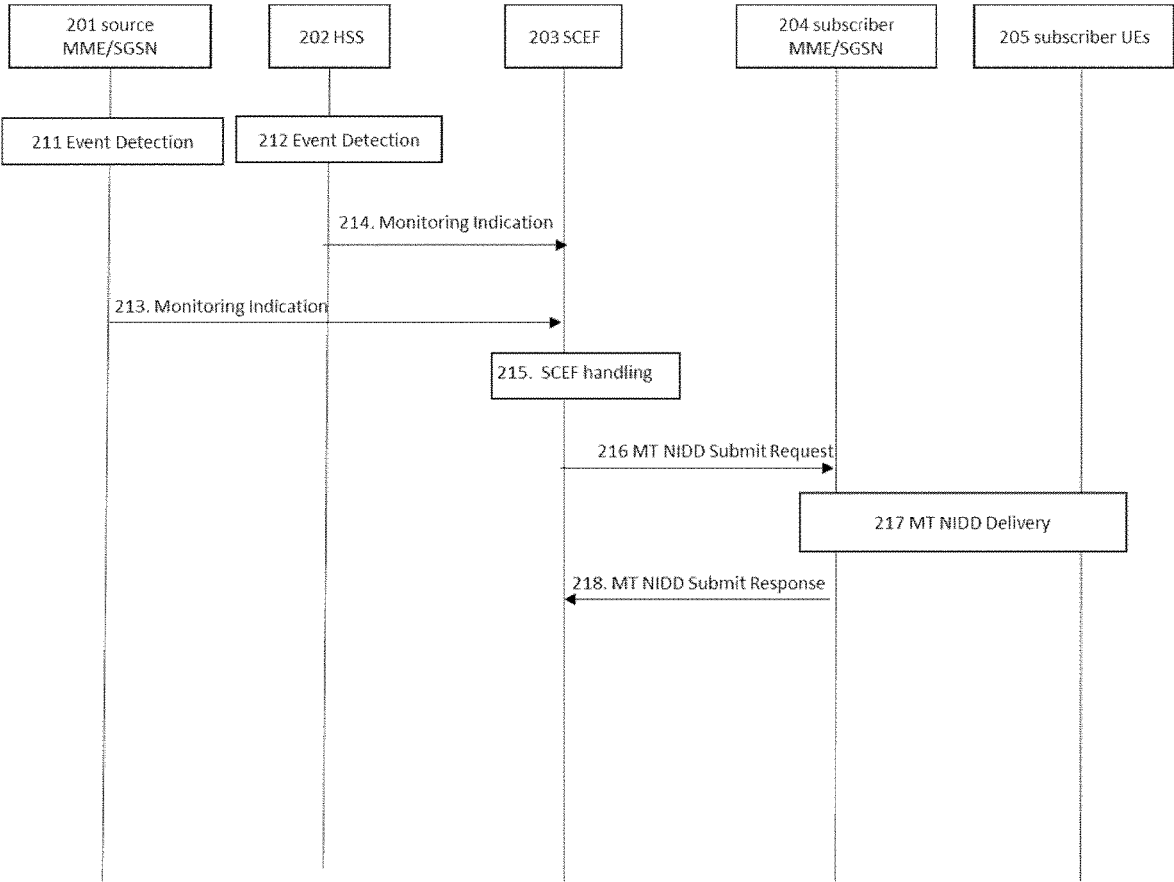 201 source
MME/SGSN
202 HSS
203 SCEF
204 subscriber
MME/SGSN
205 subscriber UEs
211 Event Detection
212 Event Detection
214. Monitoring Indication
213. Monitoring Indication
215. SCEF handling
216 MT NIDD Submit Request
217 MT NIDD Delivery
218. MT NIDD Submit Response